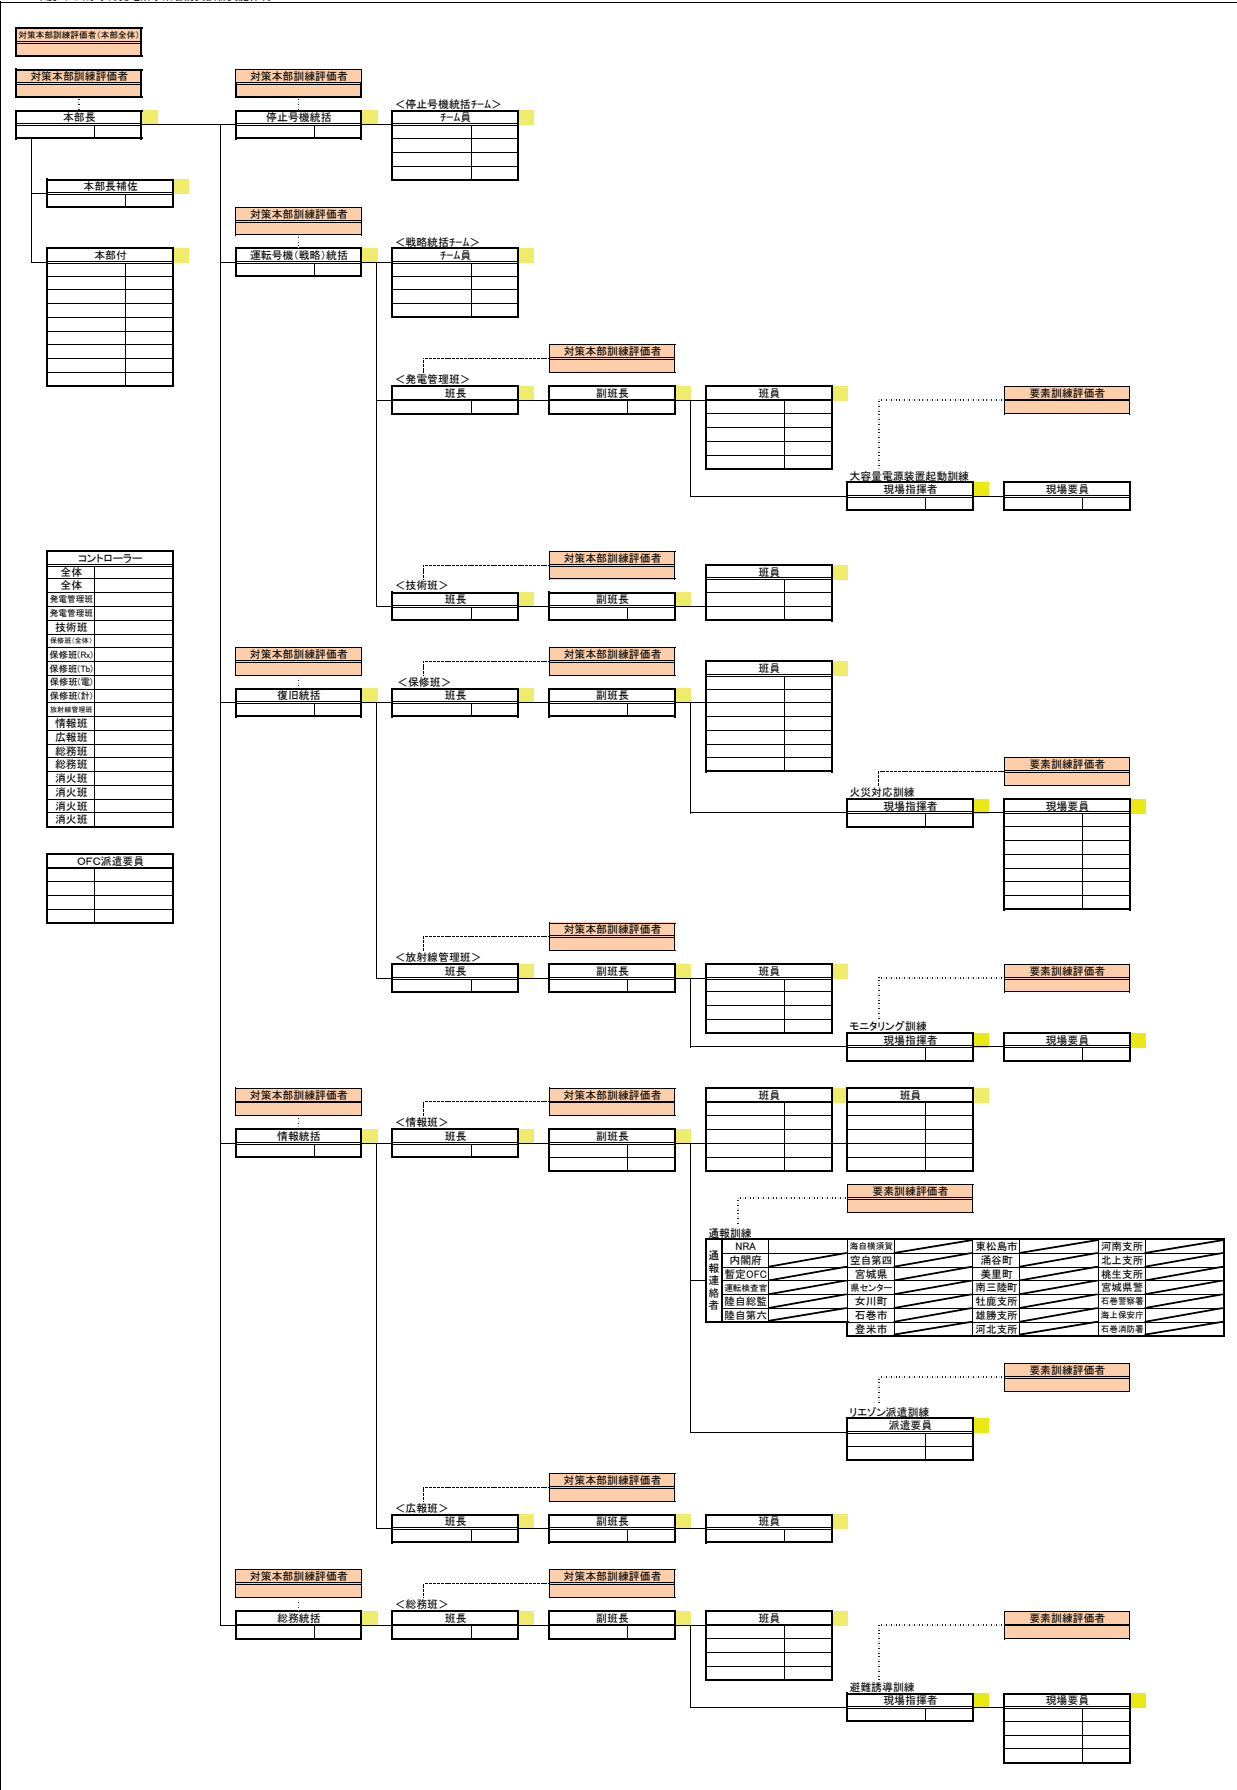 対策本部訓練評価者(本部全体)
対策本部訓練評価者
対策本部訓練評価者
本部長
停止号機統括
＜停止号機統括チーム＞
チーム員
本部長補佐
対策本部訓練評価者
本部付
運転号機(戦略)統括
＜戦略統括チーム＞
チーム員
対策本部訓練評価者
＜発電管理班＞
班長
副班長
班員
要素訓練評価者
大容量電源装置起動訓練
現場指揮者
現場要員
コントローラー
全体
全体
発電管理班
発電管理班
技術班
保修班(全体)
保修班(Rx)
保修班(Tb)
保修班(電)
保修班(計)
放射線管理班
情報班
広報班
総務班
総務班
消火班
消火班
消火班
消火班
OFC派遣要員
対策本部訓練評価者
＜技術班＞
班長
副班長
班員
対策本部訓練評価者
対策本部訓練評価者
復旧統括
＜保修班＞
班長
副班長
班員
要素訓練評価者
火災対応訓練
現場指揮者
現場要員
対策本部訓練評価者
＜放射線管理班＞
班長
副班長
班員
要素訓練評価者
モニタリング訓練
現場指揮者
現場要員
対策本部訓練評価者
対策本部訓練評価者
情報統括
＜情報班＞
班長
副班長
班員
班員
要素訓練評価者
通報訓練
通報連絡者
NRA 海自横須賀 東松島市 河南支所
内閣府 空自第四 涌谷町 北上支所
暫定OFC 宮城県 美里町 桃生支所
運転検査官 県センター 南三陸町 宮城県警
陸自総監 女川町 牡鹿支所 石巻警察署
陸自第六 石巻市 雄勝支所 海上保安庁
登米市 河北支所 石巻消防署
要素訓練評価者
リエゾン派遣訓練
派遣要員
対策本部訓練評価者
＜広報班＞
班長
副班長
班員
対策本部訓練評価者
対策本部訓練評価者
総務統括
＜総務班＞
班長
副班長
班員
要素訓練評価者
避難誘導訓練
現場指揮者
現場要員